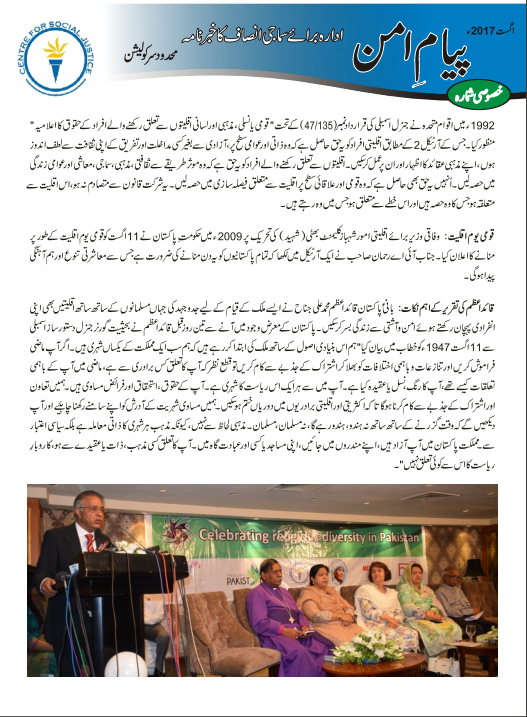 اگست 2017ء
پیامِ امن
ادارہ برائے سماجی انصاف کا خبرنامہ
محدود سرکولیشن
CENTRE FOR SOCIAL JUSTICE
خصوصی شمارہ
1992ء میں اقوام متحدہ نے جنرل اسمبلی کی قرارداد نمبر (47/135) کے تحت "قومی یا نسلی، مذہبی اور لسانی اقلیتوں سے تعلق رکھنے والے افراد کے حقوق کا اعلامیہ"
منظور کیا۔ جس کے آرٹیکل 2 کے مطابق اقلیتی افراد کو یہ حق حاصل ہے کہ وہ ذاتی اور عوامی سطح پر، آزادی سے بغیر کسی مداخلت اور تفریق کے اپنی ثقافت سے لطف اندوز
ہوں، اپنے مذہبی عقائد کا اظہار اور ان پر عمل کر سکیں۔ اقلیتوں سے تعلق رکھنے والے افراد کو یہ حق ہے کہ وہ موثر طریقے سے ثقافتی، مذہبی، سماجی، معاشی اور عوامی زندگی
میں حصہ لیں۔ اُنہیں یہ حق بھی حاصل ہے کہ وہ قومی اور علاقائی سطح پر اقلیت سے متعلق فیصلہ سازی میں حصہ لیں۔ یہ شرکت قانون سے متصادم نہ ہو، اس اقلیت سے
متعلقہ ہو جس کا وہ حصہ ہیں اور اس خطے سے متعلق ہو جس میں وہ رہتے ہیں۔
قومی یومِ اقلیت: وفاقی وزیر برائے اقلیتی امور شہباز کلیمنٹ بھٹی (شہید) کی تحریک پر 2009ء میں حکومت پاکستان نے 11 اگست کو قومی یوم اقلیت کے طور پر
منانے کا اعلان کیا۔ جناب آئی اے رحمان صاحب نے ایک آرٹیکل میں لکھا کہ تمام پاکستانیوں کو یہ دن منانے کی ضرورت ہے جس سے معاشرتی تنوع اور ہم آہنگی
پیدا ہوگی۔
قائداعظم کی تقریر کے اہم نکات: بانیٔ پاکستان قائداعظم محمد علی جناح نے ایسے ملک کے قیام کے لیے جدوجہد کی جہاں مسلمانوں کے ساتھ ساتھ اقلیتیں بھی اپنی
انفرادی پہچان رکھتے ہوئے امن و آشتی سے زندگی بسر کر سکیں۔ پاکستان کے معرض وجود میں آنے سے تین روز قبل قائداعظم نے بحیثیت گورنر جنرل دستور ساز اسمبلی
سے 11 اگست 1947 کو خطاب میں بیان کیا "ہم اس بنیادی اصول کے ساتھ ملک کی ابتدا کر رہے ہیں کہ ہم سب ایک مملکت کے یکساں شہری ہیں۔ اگر آپ ماضی
فراموش کریں اور تنازعات و باہمی اختلافات کو بھلا کر اشتراک کے جذبے سے کام کریں تو قطع نظر کہ آپ کا تعلق کس برادری سے ہے، ماضی میں آپ کے باہمی
تعلقات کیسے تھے، آپ کا رنگ، نسل یا عقیدہ کیا ہے۔ آپ میں سے ہر ایک اس ریاست کا شہری ہے۔ آپ کے حقوق، استحقاق اور فرائض مساوی ہیں۔ ہمیں تعاون
اور اشتراک کے جذبے سے کام کرنا ہوگا تاکہ اکثریتی اور اقلیتی برادریوں میں دوریاں ختم ہو سکیں۔ ہمیں مساوی شہریت کے آدرش کو اپنے سامنے رکھنا چاہیے اور آپ
دیکھیں گے کہ وقت گزرنے کے ساتھ ساتھ نہ ہندو، ہندو رہے گا، نہ مسلمان، مسلمان۔ مذہبی لحاظ سے نہیں، کیونکہ مذہب ہر شہری کا ذاتی معاملہ ہے بلکہ سیاسی اعتبار
سے۔ مملکت پاکستان میں آپ آزاد ہیں، اپنے مندروں میں جائیں، اپنی مساجد یا کسی اور عبادت گاہ میں۔ آپ کا تعلق کسی مذہب، ذات یا عقیدے سے ہو، کاروبار
ریاست کا اس سے کوئی تعلق نہیں"۔
Celebrating religious diversity in Pakistan
PAKIST